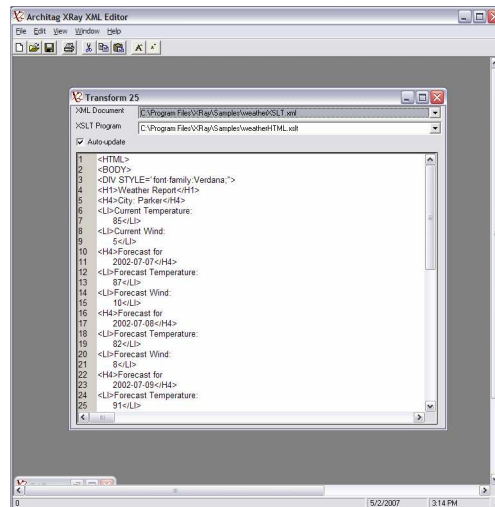 Architag XRay XML Editor
File Edit View Window Help
Transform 25
XML Document C:\Program Files\XRay\Samples\weatherXSLT.xml
XSLT Program C:\Program Files\XRay\Samples\weatherHTML.xslt
Auto-update
1 <HTML>
2 <BODY>
3 <DIV STYLE="font-family:Verdana;">
4 <H1>Weather Report</H1>
5 <H4>City: Parker</H4>
6 <LI>Current Temperature:
7 85</LI>
8 <LI>Current Wind:
9 5</LI>
10 <H4>Forecast for
11 2002-07-07</H4>
12 <LI>Forecast Temperature:
13 87</LI>
14 <LI>Forecast Wind:
15 10</LI>
16 <H4>Forecast for
17 2002-07-08</H4>
18 <LI>Forecast Temperature:
19 82</LI>
20 <LI>Forecast Wind:
21 8</LI>
22 <H4>Forecast for
23 2002-07-09</H4>
24 <LI>Forecast Temperature:
25 91</LI>
0 5/2/2007 3:14 PM